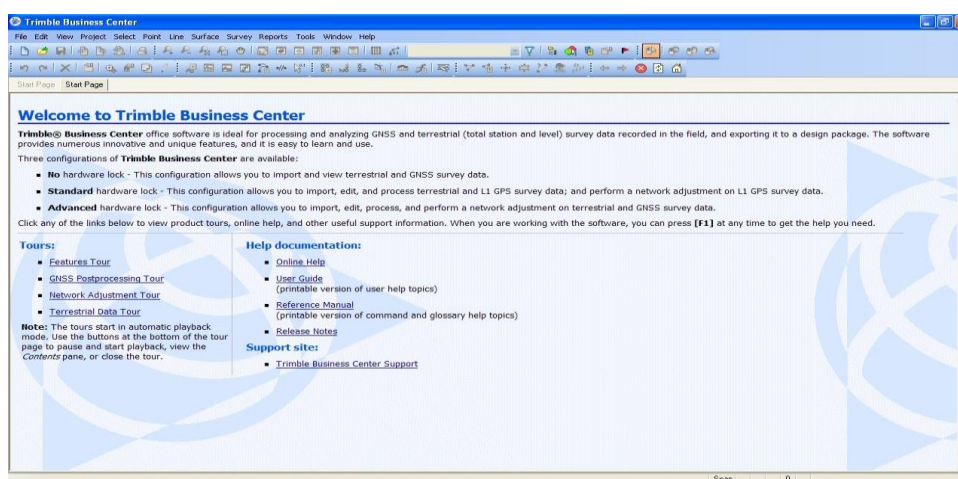 Trimble Business Center
File Edit View Project Select Point Line Surface Survey Reports Tools Window Help
Start Page Start Page
Welcome to Trimble Business Center
Trimble® Business Center office software is ideal for processing and analyzing GNSS and terrestrial (total station and level) survey data recorded in the field, and exporting it to a design package. The software
provides numerous innovative and unique features, and it is easy to learn and use.
Three configurations of Trimble Business Center are available:
No hardware lock - This configuration allows you to import and view terrestrial and GNSS survey data.
Standard hardware lock - This configuration allows you to import, edit, and process terrestrial and L1 GPS survey data; and perform a network adjustment on L1 GPS survey data.
Advanced hardware lock - This configuration allows you to import, edit, process, and perform a network adjustment on terrestrial and GNSS survey data.
Click any of the links below to view product tours, online help, and other useful support information. When you are working with the software, you can press [F1] at any time to get the help you need.
Tours:
Features Tour
GNSS Postprocessing Tour
Network Adjustment Tour
Terrestrial Data Tour
Note: The tours start in automatic playback
mode. Use the buttons at the bottom of the tour
page to pause and start playback, view the
Contents pane, or close the tour.
Help documentation:
Online Help
User Guide
(printable version of user help topics)
Reference Manual
(printable version of command and glossary help topics)
Release Notes
Support site:
Trimble Business Center Support
Snap 0